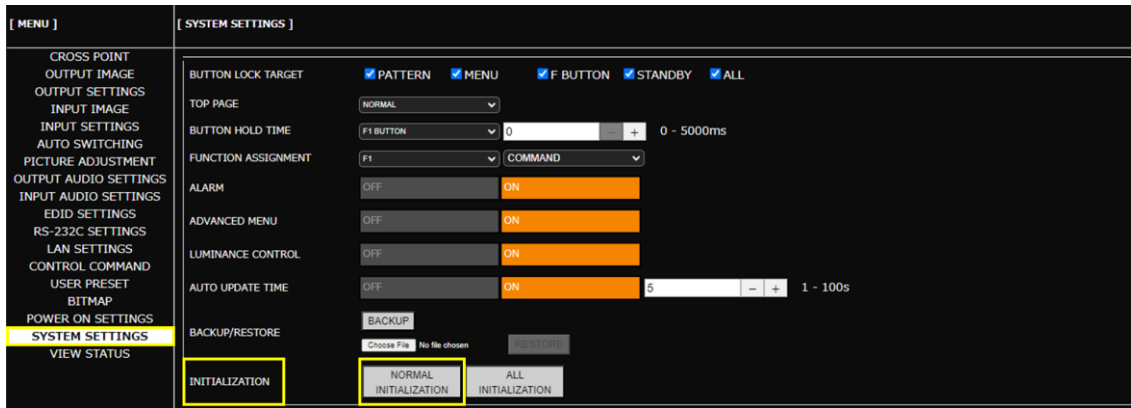 [ MENU ]
CROSS POINT
OUTPUT IMAGE
OUTPUT SETTINGS
INPUT IMAGE
INPUT SETTINGS
AUTO SWITCHING
PICTURE ADJUSTMENT
OUTPUT AUDIO SETTINGS
INPUT AUDIO SETTINGS
EDID SETTINGS
RS-232C SETTINGS
LAN SETTINGS
CONTROL COMMAND
USER PRESET
BITMAP
POWER ON SETTINGS
SYSTEM SETTINGS
VIEW STATUS
[ SYSTEM SETTINGS ]
BUTTON LOCK TARGET PATTERN MENU F BUTTON STANDBY ALL
TOP PAGE NORMAL
BUTTON HOLD TIME F1 BUTTON 0 - + 0 - 5000ms
FUNCTION ASSIGNMENT F1 COMMAND
ALARM OFF ON
ADVANCED MENU OFF ON
LUMINANCE CONTROL OFF ON
AUTO UPDATE TIME OFF ON 5 - + 1 - 100s
BACKUP/RESTORE
BACKUP
Choose File No file chosen RESTORE
INITIALIZATION
NORMAL
INITIALIZATION
ALL
INITIALIZATION